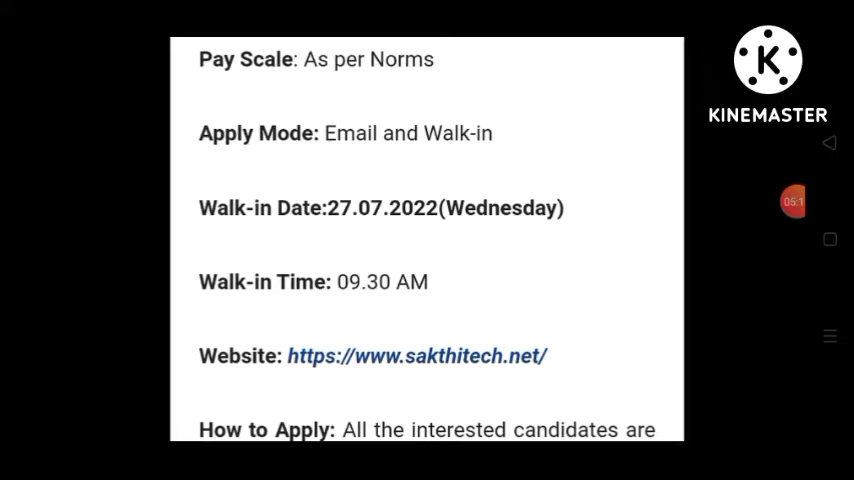 Pay Scale: As per Norms
KINEMASTER
Apply Mode: Email and Walk-in
Walk-in Date:27.07.2022(Wednesday)
05:1
Walk-in Time: 09.30 AM
Website: https://www.sakthitech.net/
How to Apply: All the interested candidates are